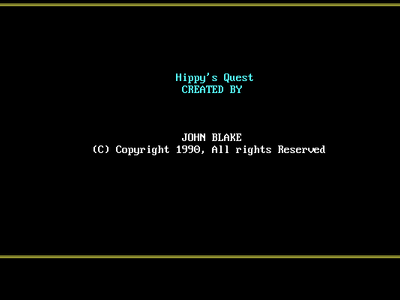 Hippy's Quest
CREATED BY
JOHN BLAKE
(C) Copyright 1990, All rights Reserved